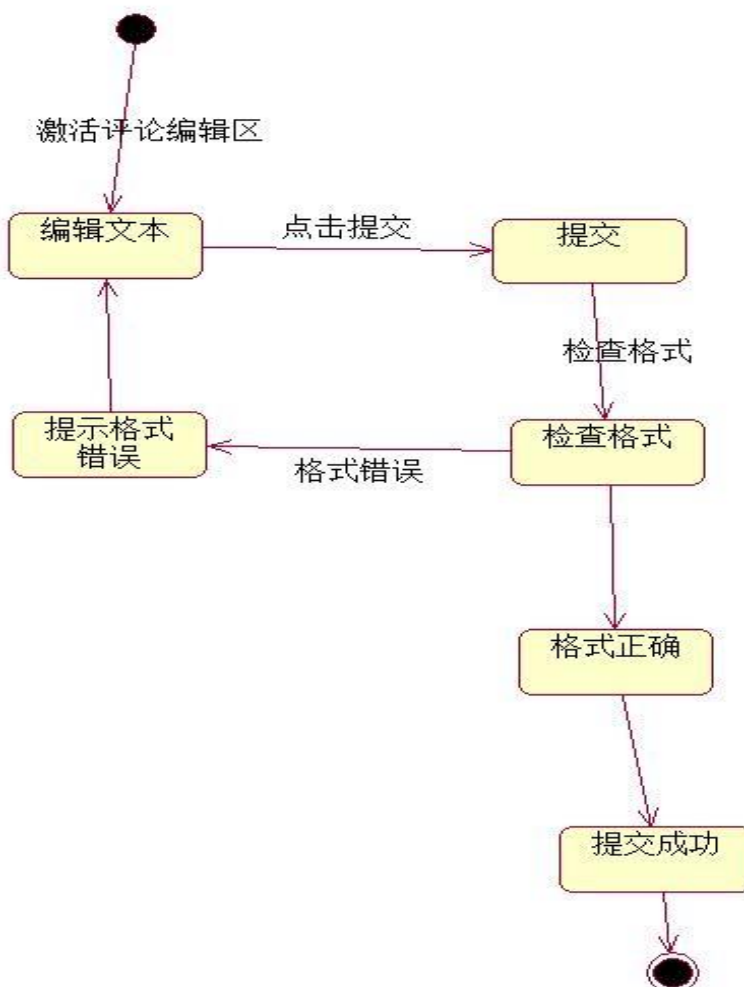 激活评论编辑区
编辑文本
点击提交
提交
检查格式
提示格式
错误
格式错误
检查格式
格式正确
提交成功